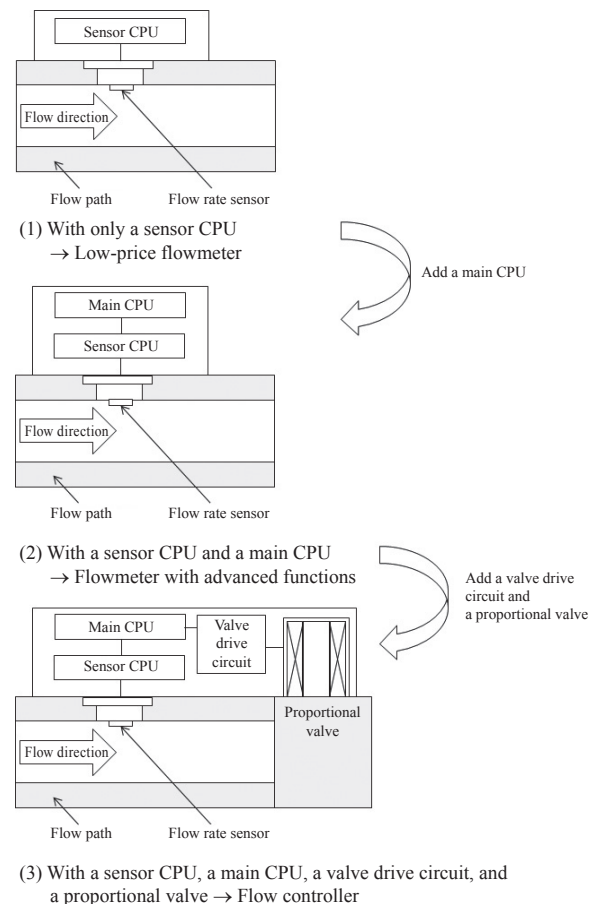 Sensor CPU
Flow direction
Flow path
Flow rate sensor
(1) With only a sensor CPU
→ Low-price flowmeter
Add a main CPU
Main CPU
Sensor CPU
Flow direction
Flow path
Flow rate sensor
(2) With a sensor CPU and a main CPU
→ Flowmeter with advanced functions
Add a valve drive
circuit and
a proportional valve
Main CPU
Sensor CPU
Valve
drive
circuit
Proportional
valve
Flow direction
Flow path
Flow rate sensor
(3) With a sensor CPU, a main CPU, a valve drive circuit, and
a proportional valve → Flow controller